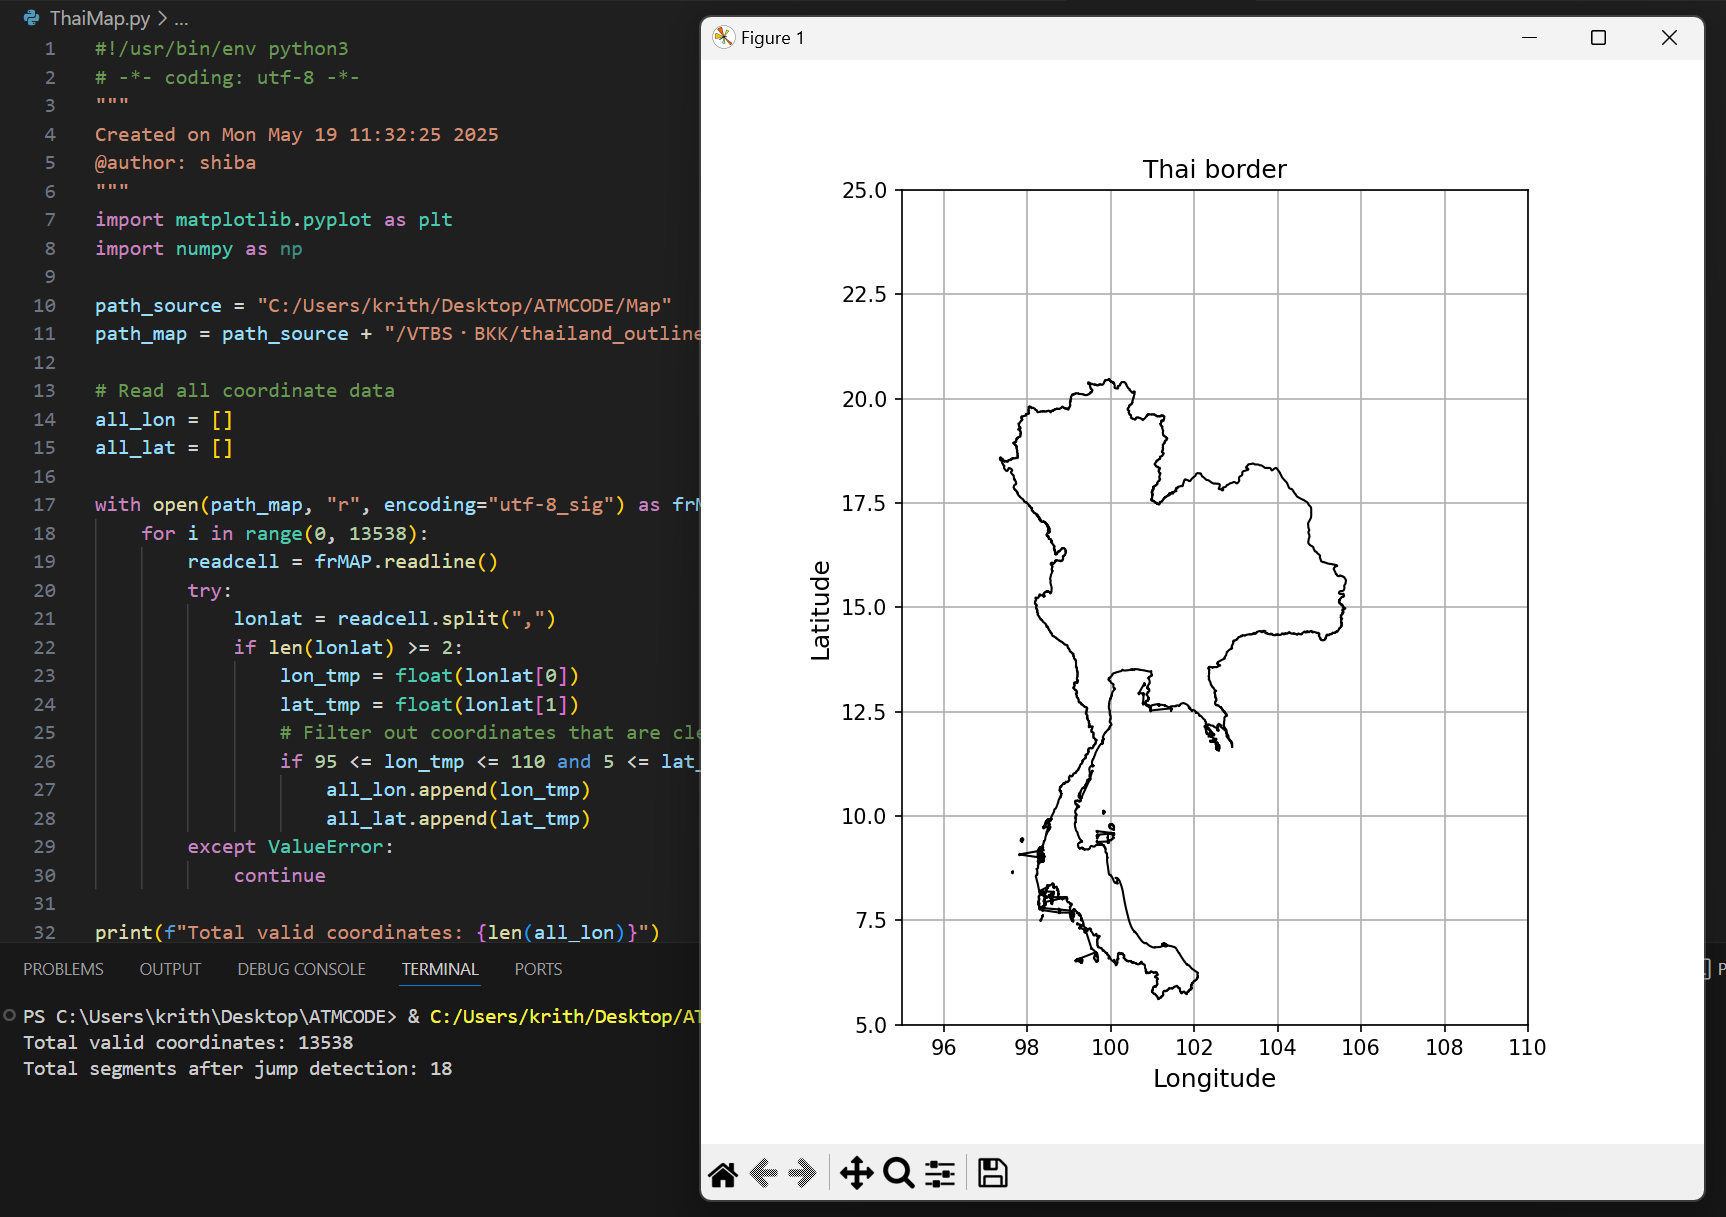 ThaiMap.py > ...
1 #!/usr/bin/env python3
2 # -*- coding: utf-8 -*-
3 """
4 Created on Mon May 19 11:32:25 2025
5 @author: shiba
6 """
7 import matplotlib.pyplot as plt
8 import numpy as np
9
10 path_source = "C:/Users/krith/Desktop/ATMCODE/Map"
11 path_map = path_source + "/VTBS・BKK/thailand_outline
12
13 # Read all coordinate data
14 all_lon = []
15 all_lat = []
16
17 with open(path_map, "r", encoding="utf-8_sig") as frM
18 for i in range(0, 13538):
19 readcell = frMAP.readline()
20 try:
21 lonlat = readcell.split(",")
22 if len(lonlat) >= 2:
23 lon_tmp = float(lonlat[0])
24 lat_tmp = float(lonlat[1])
25 # Filter out coordinates that are cle
26 if 95 <= lon_tmp <= 110 and 5 <= lat_
27 all_lon.append(lon_tmp)
28 all_lat.append(lat_tmp)
29 except ValueError:
30 continue
31
32 print(f"Total valid coordinates: {len(all_lon)}")
PROBLEMS OUTPUT DEBUG CONSOLE TERMINAL PORTS
PS C:\Users\krith\Desktop\ATMCODE> & C:/Users/krith/Desktop/AT
Total valid coordinates: 13538
Total segments after jump detection: 18
P
Figure 1
Thai border
25.0
22.5
20.0
17.5
15.0
12.5
10.0
7.5
5.0
Latitude
96 98 100 102 104 106 108 110
Longitude